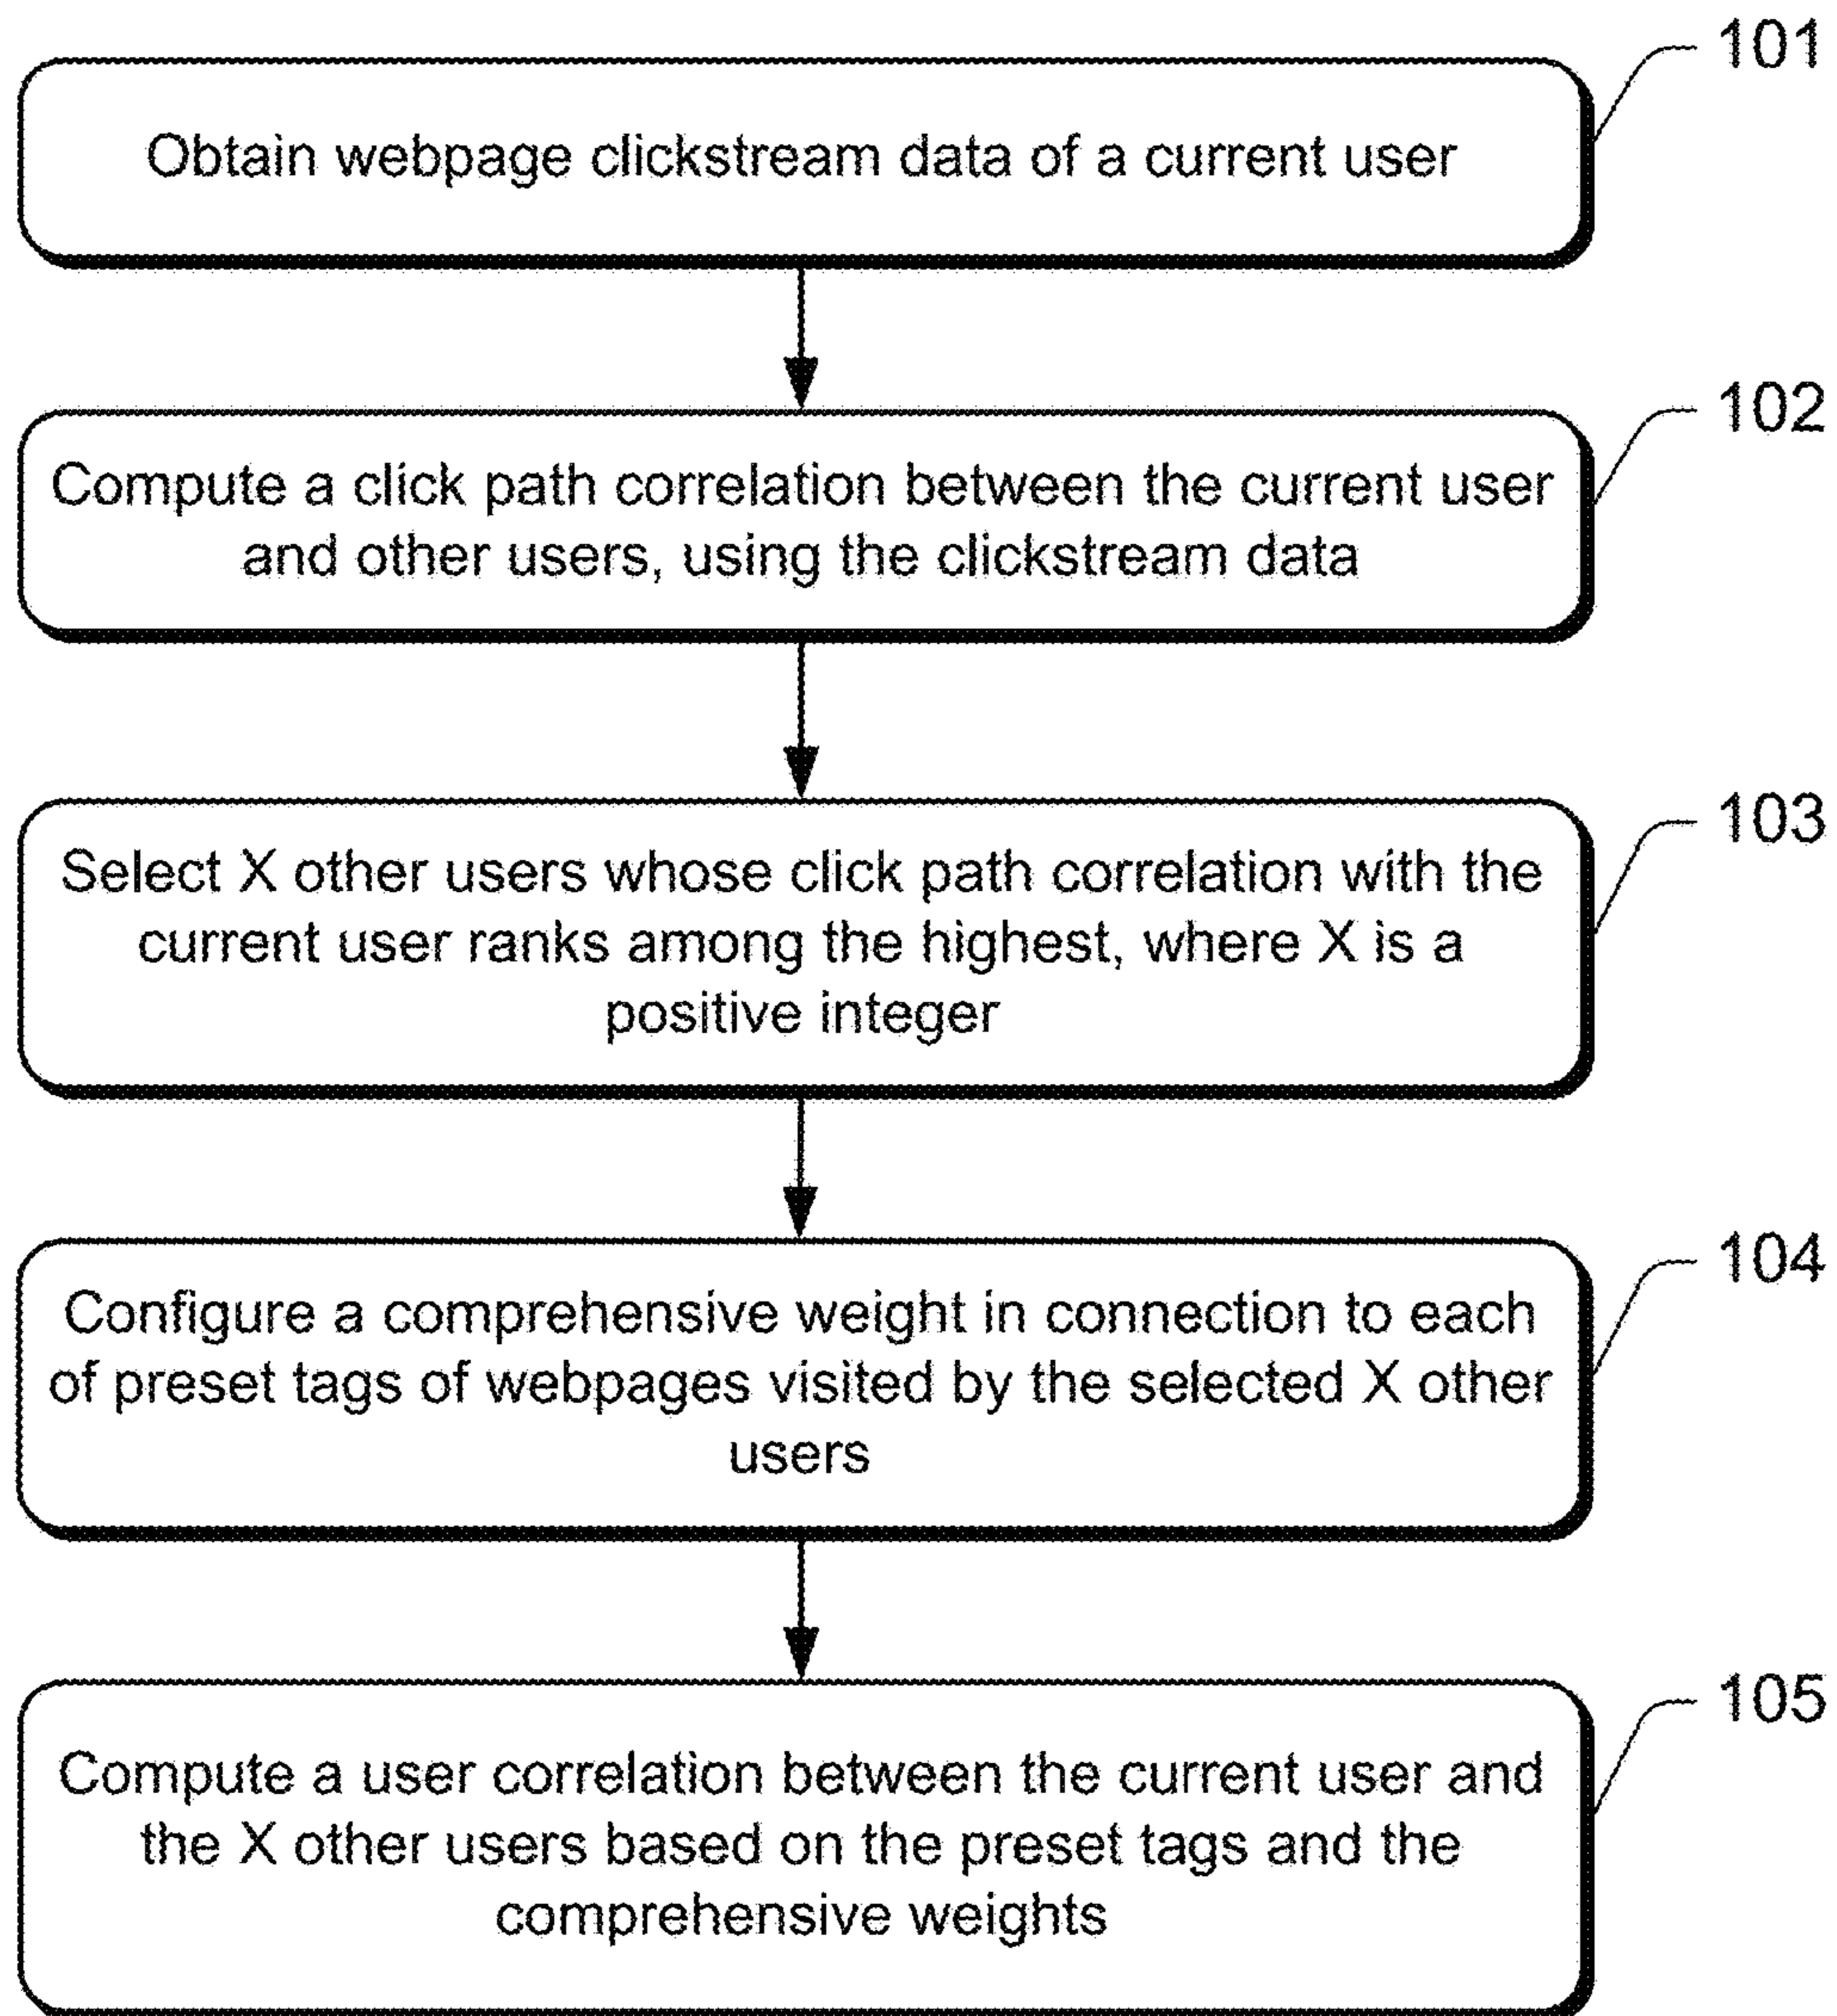 101
Obtain webpage clickstream data of a current user
102
Compute a click path correlation between the current user
and other users, using the clickstream data
103
Select X other users whose click path correlation with the
current user ranks among the highest, where X is a
positive integer
104
Configure a comprehensive weight in connection to each
of preset tags of webpages visited by the selected X other
users
105
Compute a user correlation between the current user and
the X other users based on the preset tags and the
comprehensive weights